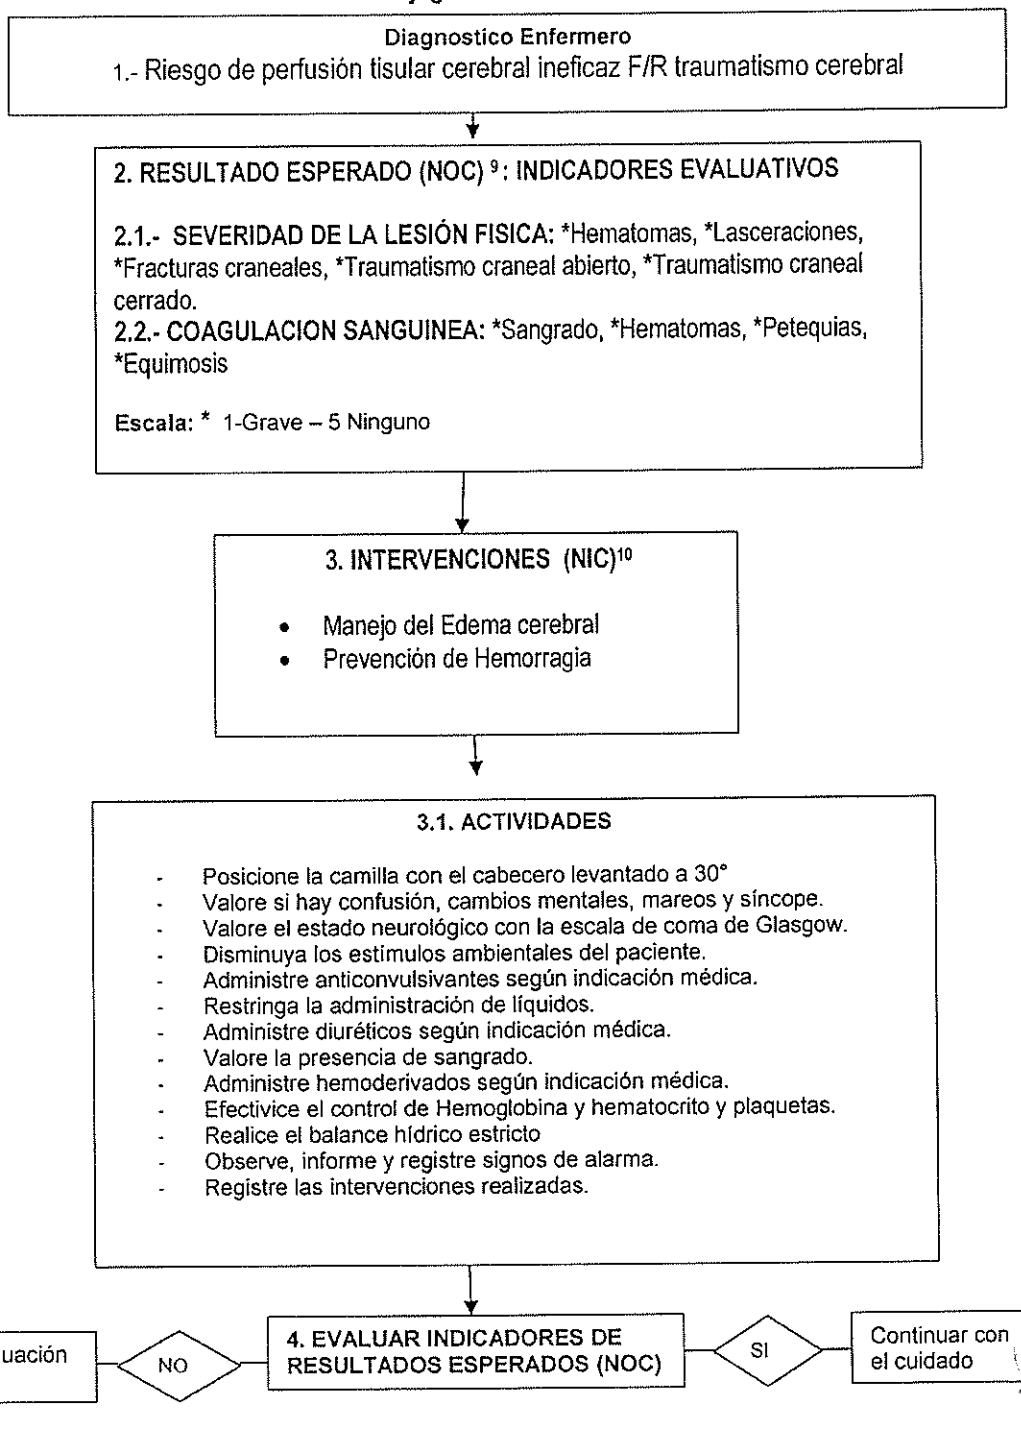 Diagnostico Enfermero
1.- Riesgo de perfusión tisular cerebral ineficaz F/R traumatismo cerebral
2. RESULTADO ESPERADO (NOC) ⁹: INDICADORES EVALUATIVOS
2.1.- SEVERIDAD DE LA LESIÓN FISICA: *Hematomas, *Lasceraciones,
*Fracturas craneales, *Traumatismo craneal abierto, *Traumatismo craneal
cerrado.
2.2.- COAGULACION SANGUINEA: *Sangrado, *Hematomas, *Petequias,
*Equimosis
Escala: * 1-Grave – 5 Ninguno
3. INTERVENCIONES (NIC)¹⁰
• Manejo del Edema cerebral
• Prevención de Hemorragia
3.1. ACTIVIDADES
- Posicione la camilla con el cabecero levantado a 30°
- Valore si hay confusión, cambios mentales, mareos y síncope.
- Valore el estado neurológico con la escala de coma de Glasgow.
- Disminuya los estímulos ambientales del paciente.
- Administre anticonvulsivantes según indicación médica.
- Restringa la administración de líquidos.
- Administre diuréticos según indicación médica.
- Valore la presencia de sangrado.
- Administre hemoderivados según indicación médica.
- Efectivice el control de Hemoglobina y hematocrito y plaquetas.
- Realice el balance hídrico estricto
- Observe, informe y registre signos de alarma.
- Registre las intervenciones realizadas.
uación
NO
4. EVALUAR INDICADORES DE
RESULTADOS ESPERADOS (NOC)
SI
Continuar con
el cuidado